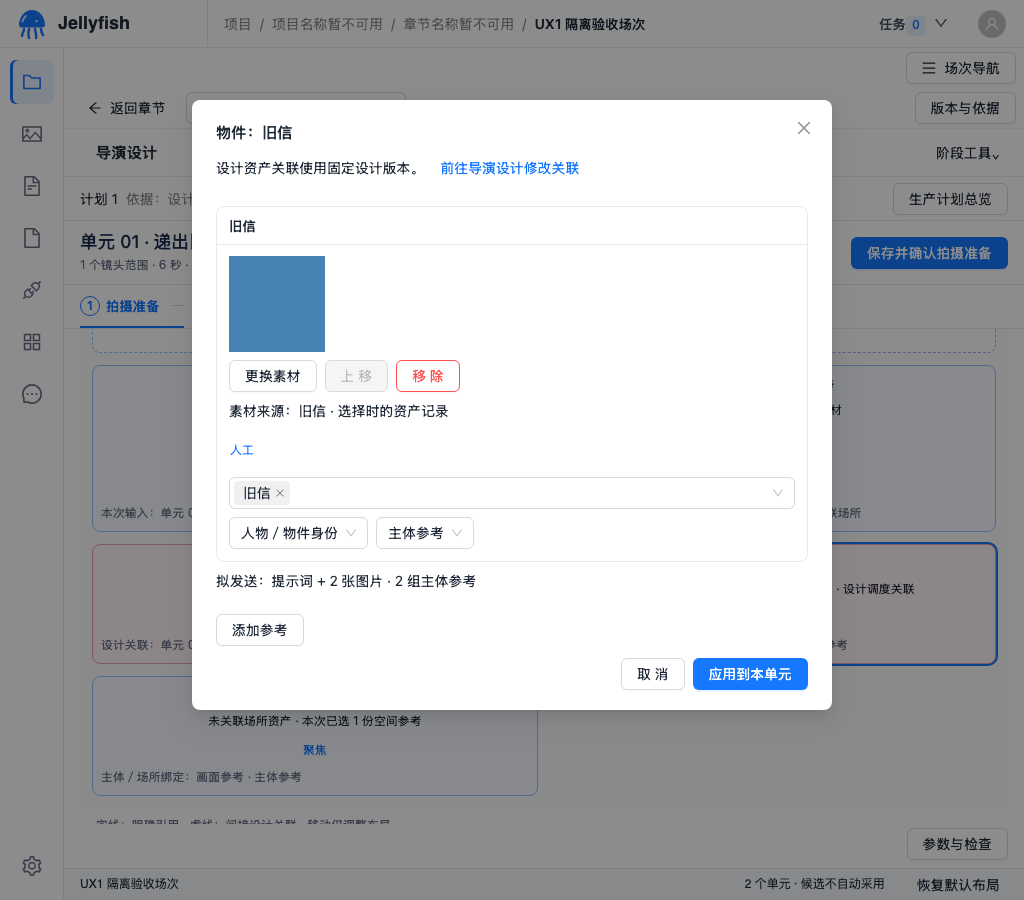 Jellyfish
项目 / 项目名称暂不可用 / 章节名称暂不可用 / UX1 隔离验收场次
任务 0
场次导航
返回章节
版本与依据
导演设计
阶段工具
计划 1 依据：设计
生产计划总览
单元 01 · 递出
1 个镜头范围 · 6 秒 ·
保存并确认拍摄准备
1 拍摄准备
物件：旧信
设计资产关联使用固定设计版本。 前往导演设计修改关联
旧信
更换素材
上 移
移 除
素材来源：旧信 · 选择时的资产记录
人工
旧信
人物 / 物件身份
主体参考
拟发送：提示词 + 2 张图片 · 2 组主体参考
添加参考
取 消
应用到本单元
材
本次输入：单元
场所
· 设计调度关联
设计关联：单元
参考
未关联场所资产 · 本次已选 1 份空间参考
聚焦
主体 / 场所绑定：画面参考 · 主体参考
参数与检查
UX1 隔离验收场次
2 个单元 · 候选不自动采用
恢复默认布局